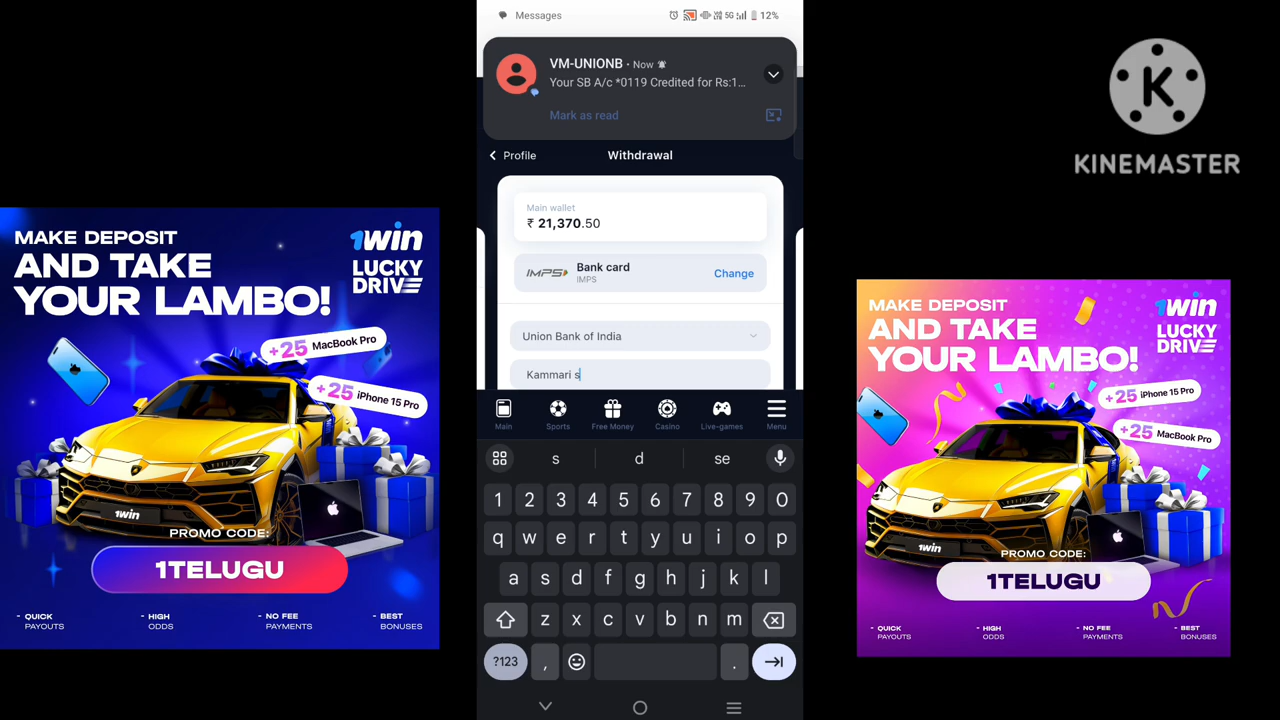 MAKE DEPOSIT
AND TAKE
YOUR LAMBO!
1win
LUCKY
DRIVE
+25 MacBook Pro
+25 iPhone 15 Pro
1win
PROMO CODE:
1TELUGU
- QUICK
PAYOUTS
- HIGH
ODDS
- NO FEE
PAYMENTS
- BEST
BONUSES
Messages
5G
12%
VM-UNIONB • Now
Your SB A/c *0119 Credited for Rs:1...
Mark as read
Profile
Withdrawal
Main wallet
₹ 21,370.50
IMPS
Bank card
IMPS
Change
Union Bank of India
Kammari s
Main
Sports
Free Money
Casino
Live-games
Menu
s d se
1 2 3 4 5 6 7 8 9 0
q w e r t y u i o p
a s d f g h j k l
z x c v b n m
?123 , .
K
KINEMASTER
MAKE DEPOSIT
AND TAKE
YOUR LAMBO!
1win
LUCKY
DRIVE
+25 iPhone 15 Pro
+25 MacBook Pro
1win
PROMO CODE:
1TELUGU
- QUICK
PAYOUTS
- HIGH
ODDS
- NO FEE
PAYMENTS
- BEST
BONUSES